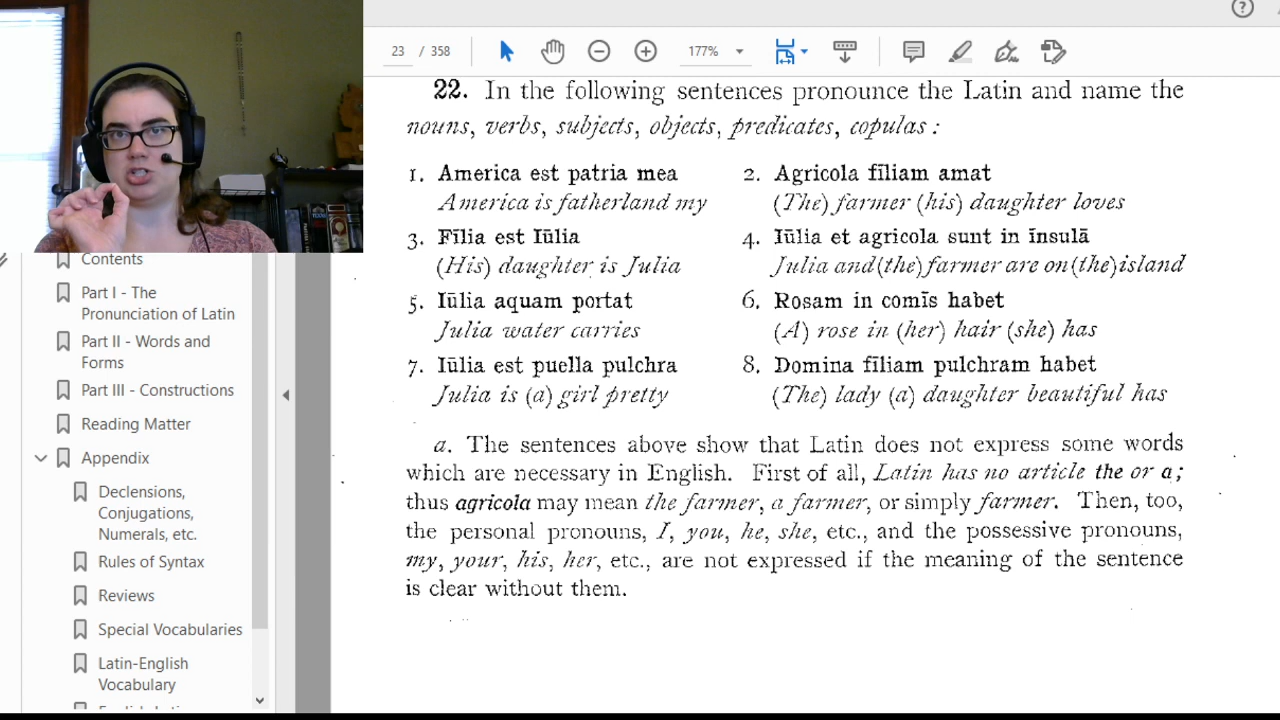 23 / 358
177%
Contents
Part I - The
Pronunciation of Latin
Part II - Words and
Forms
Part III - Constructions
Reading Matter
Appendix
Declensions,
Conjugations,
Numerals, etc.
Rules of Syntax
Reviews
Special Vocabularies
Latin-English
Vocabulary
22. In the following sentences pronounce the Latin and name the
nouns, verbs, subjects, objects, predicates, copulas :
1. America est patria mea
America is fatherland my
2. Agricola fīliam amat
(The) farmer (his) daughter loves
3. Fīlia est Iūlia
(His) daughter is Julia
4. Iūlia et agricola sunt in īnsulā
Julia and (the) farmer are on (the) island
5. Iūlia aquam portat
Julia water carries
6. Rosam in comīs habet
(A) rose in (her) hair (she) has
7. Iūlia est puella pulchra
Julia is (a) girl pretty
8. Domina fīliam pulchram habet
(The) lady (a) daughter beautiful has
a. The sentences above show that Latin does not express some words
which are necessary in English. First of all, Latin has no article the or a;
thus agricola may mean the farmer, a farmer, or simply farmer. Then, too,
the personal pronouns, I, you, he, she, etc., and the possessive pronouns,
my, your, his, her, etc., are not expressed if the meaning of the sentence
is clear without them.